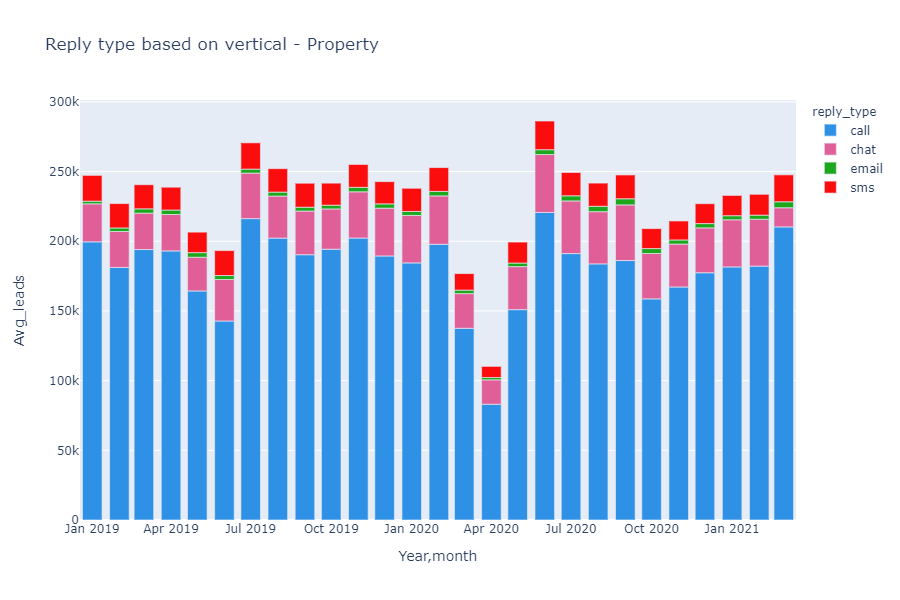 Reply type based on vertical - Property
reply_type
call
chat
email
sms
Avg_leads
300k
250k
200k
150k
100k
50k
0
Jan 2019 Apr 2019 Jul 2019 Oct 2019 Jan 2020 Apr 2020 Jul 2020 Oct 2020 Jan 2021
Year,month